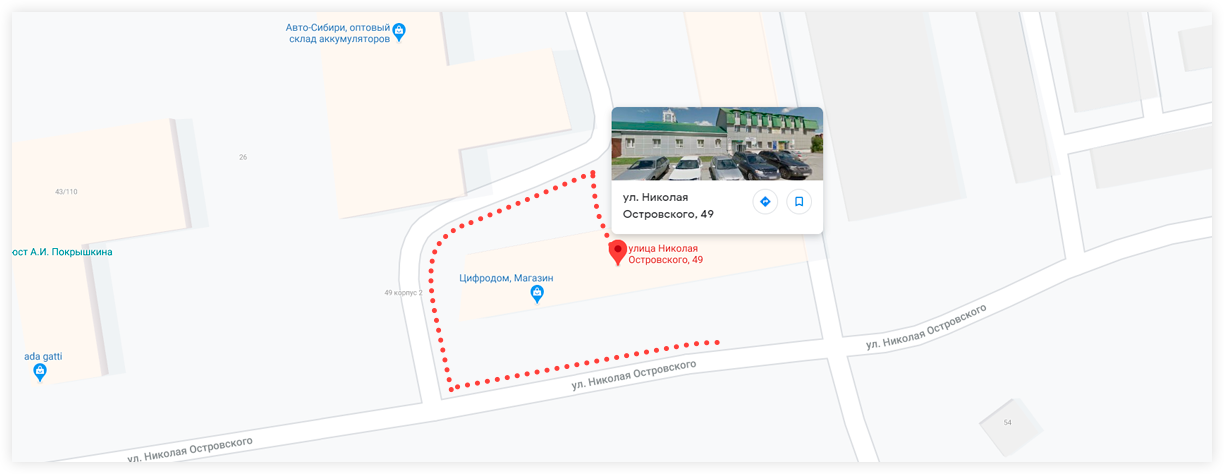 Авто-Сибири, оптовый
склад аккумуляторов
26
43/110
ул. Николая
Островского, 49
юст А.И. Покрышкина
улица Николая
Островского, 49
Цифродом, Магазин
49 корпус 2
ул. Николая Островского
ada gatti
ул. Николая Островского
54
ул. Николая Островского